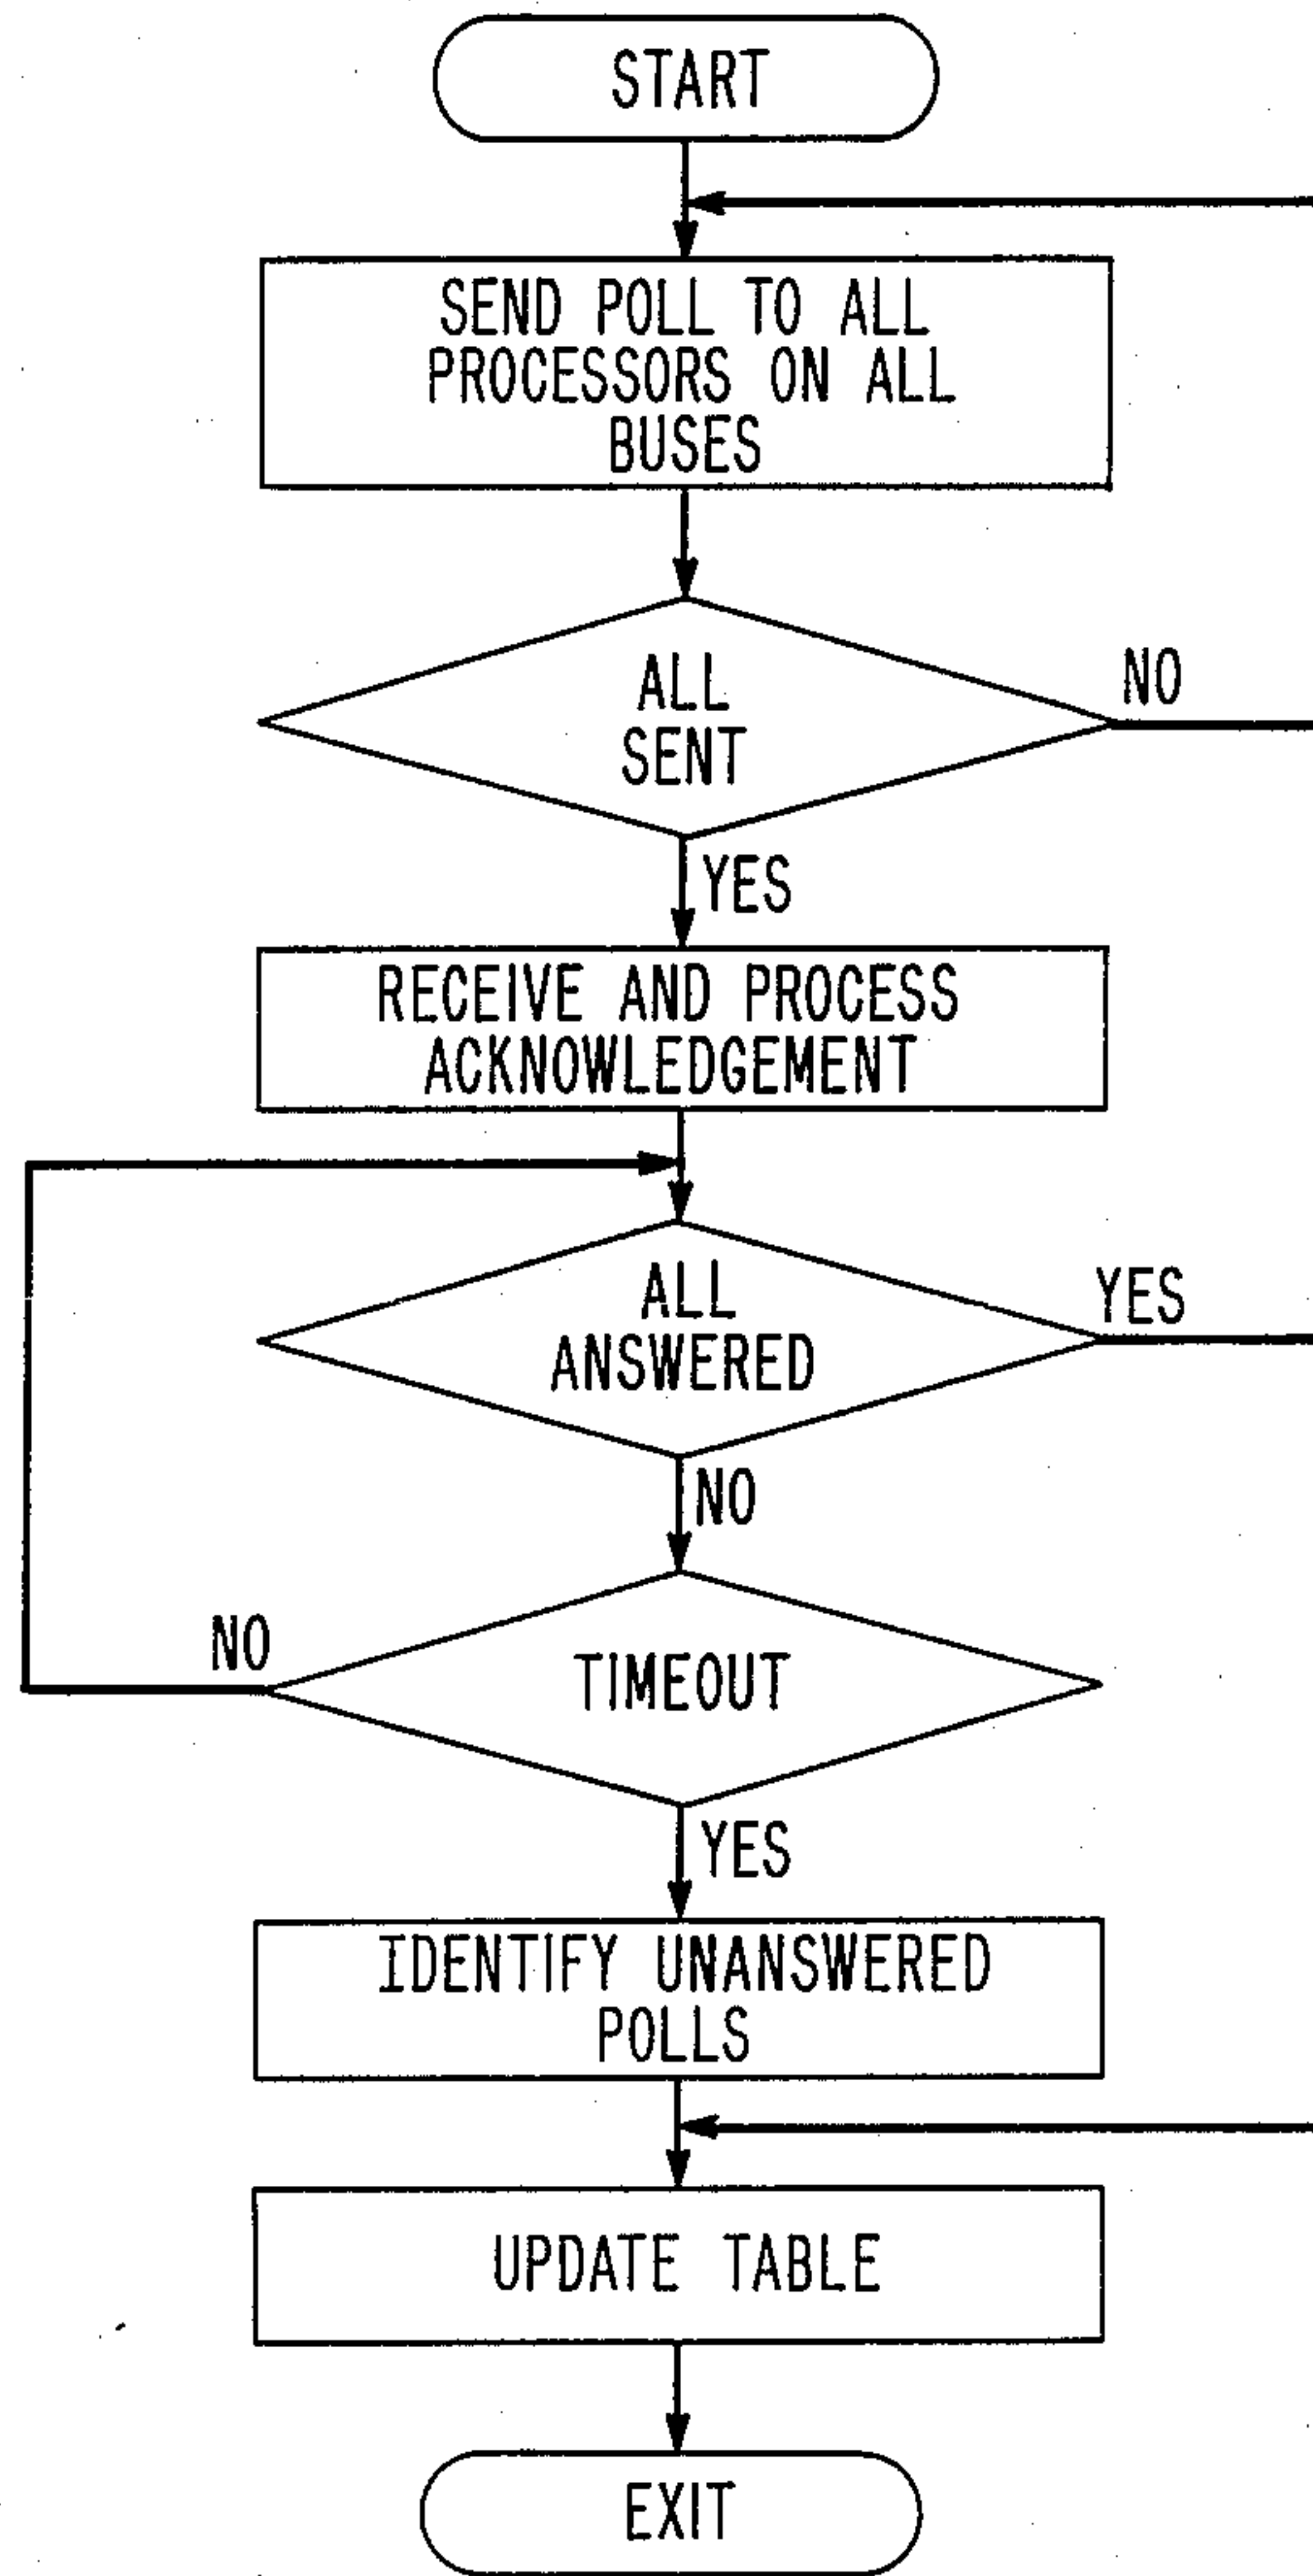 START
SEND POLL TO ALL
PROCESSORS ON ALL
BUSES
ALL
SENT
NO
YES
RECEIVE AND PROCESS
ACKNOWLEDGEMENT
ALL
ANSWERED
YES
NO
TIMEOUT
NO
YES
IDENTIFY UNANSWERED
POLLS
UPDATE TABLE
EXIT